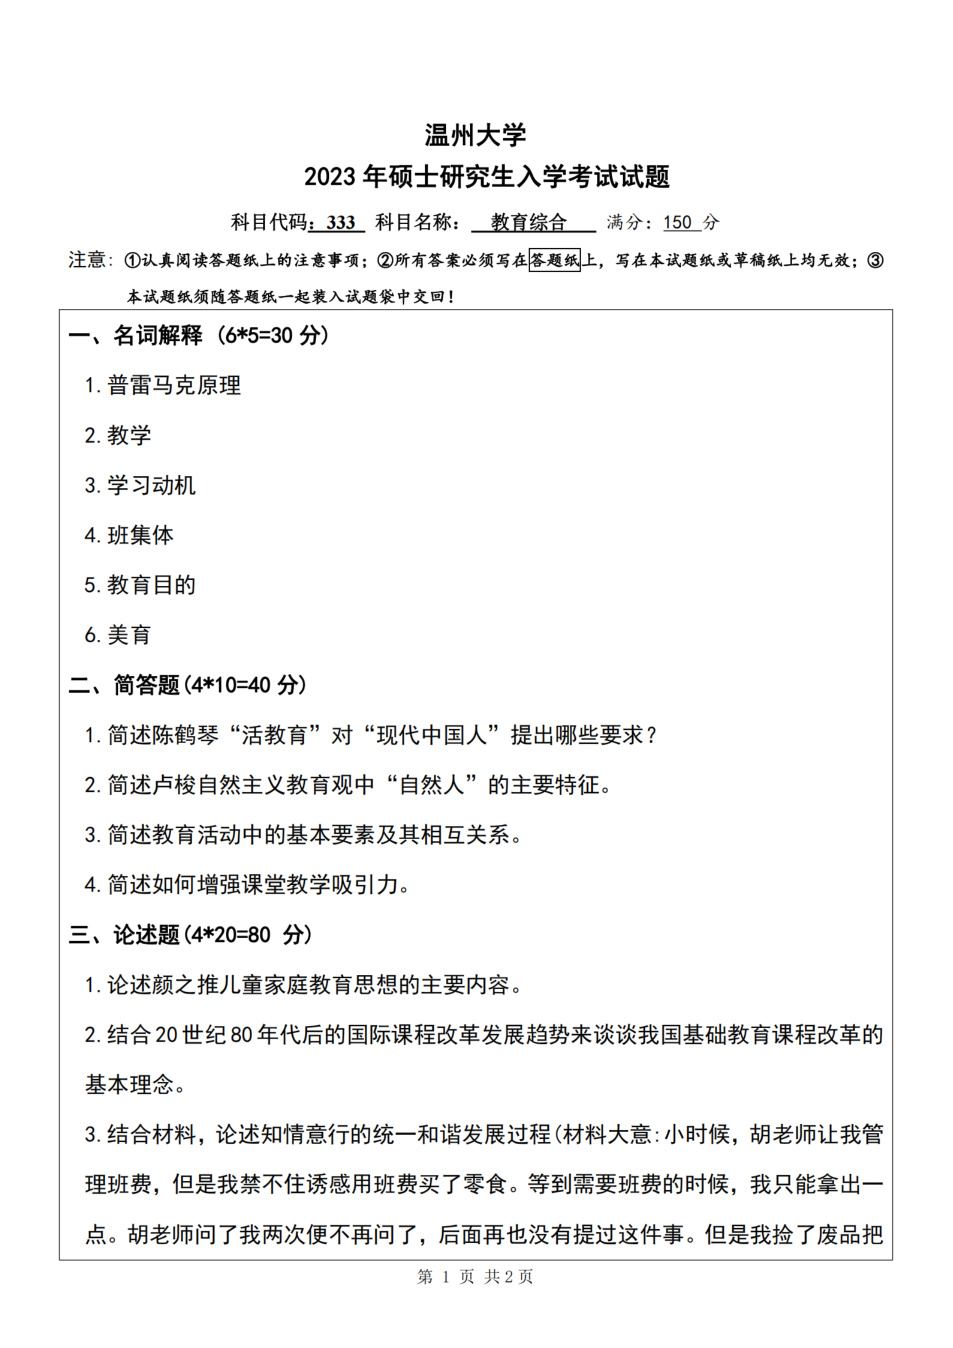 温州大学
2023 年硕士研究生入学考试试题
科目代码：333 科目名称： 教育综合 满分：150 分
注意：①认真阅读答题纸上的注意事项；②所有答案必须写在答题纸上，写在本试题纸或草稿纸上均无效；③
本试题纸须随答题纸一起装入试题袋中交回！
一、名词解释 (6*5=30 分)
1.普雷马克原理
2.教学
3.学习动机
4.班集体
5.教育目的
6.美育
二、简答题(4*10=40 分)
1.简述陈鹤琴“活教育”对“现代中国人”提出哪些要求?
2.简述卢梭自然主义教育观中“自然人”的主要特征。
3.简述教育活动中的基本要素及其相互关系。
4.简述如何增强课堂教学吸引力。
三、论述题(4*20=80 分)
1.论述颜之推儿童家庭教育思想的主要内容。
2.结合 20 世纪 80 年代后的国际课程改革发展趋势来谈谈我国基础教育课程改革的
基本理念。
3.结合材料，论述知情意行的统一和谐发展过程(材料大意:小时候，胡老师让我管
理班费，但是我禁不住诱惑用班费买了零食。等到需要班费的时候，我只能拿出一
点。胡老师问了我两次便不再问了，后面再也没有提过这件事。但是我捡了废品把
第 1 页 共 2 页